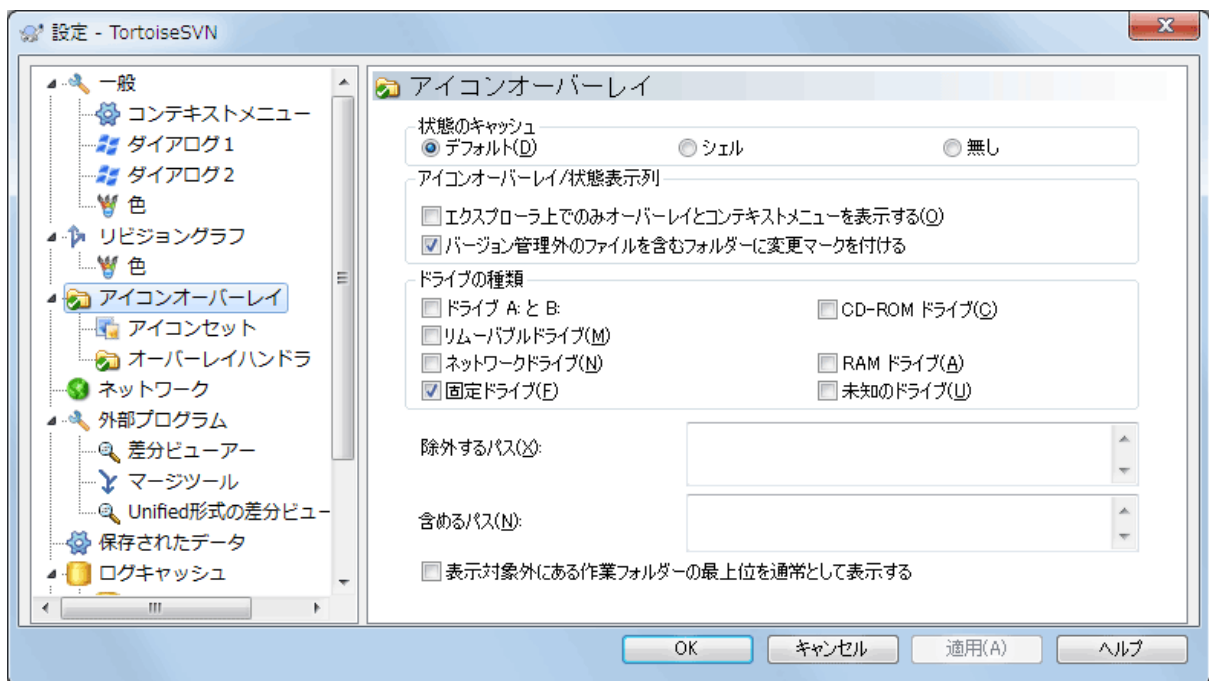 設定 - TortoiseSVN
一般
コンテキストメニュー
ダイアログ1
ダイアログ2
色
リビジョングラフ
色
アイコンオーバーレイ
アイコンセット
オーバーレイハンドラ
ネットワーク
外部プログラム
差分ビューアー
マージツール
Unified形式の差分ビュー
保存されたデータ
ログキャッシュ
アイコンオーバーレイ
状態のキャッシュ
デフォルト(D) シェル 無し
アイコンオーバーレイ/状態表示列
エクスプローラ上でのみオーバーレイとコンテキストメニューを表示する(O)
バージョン管理外のファイルを含むフォルダーに変更マークを付ける
ドライブの種類
ドライブ A: と B: CD-ROM ドライブ(C)
リムーバブルドライブ(M)
ネットワークドライブ(N) RAM ドライブ(A)
固定ドライブ(F) 未知のドライブ(U)
除外するパス(X):
含めるパス(N):
表示対象外にある作業フォルダーの最上位を通常として表示する
OK キャンセル 適用(A) ヘルプ